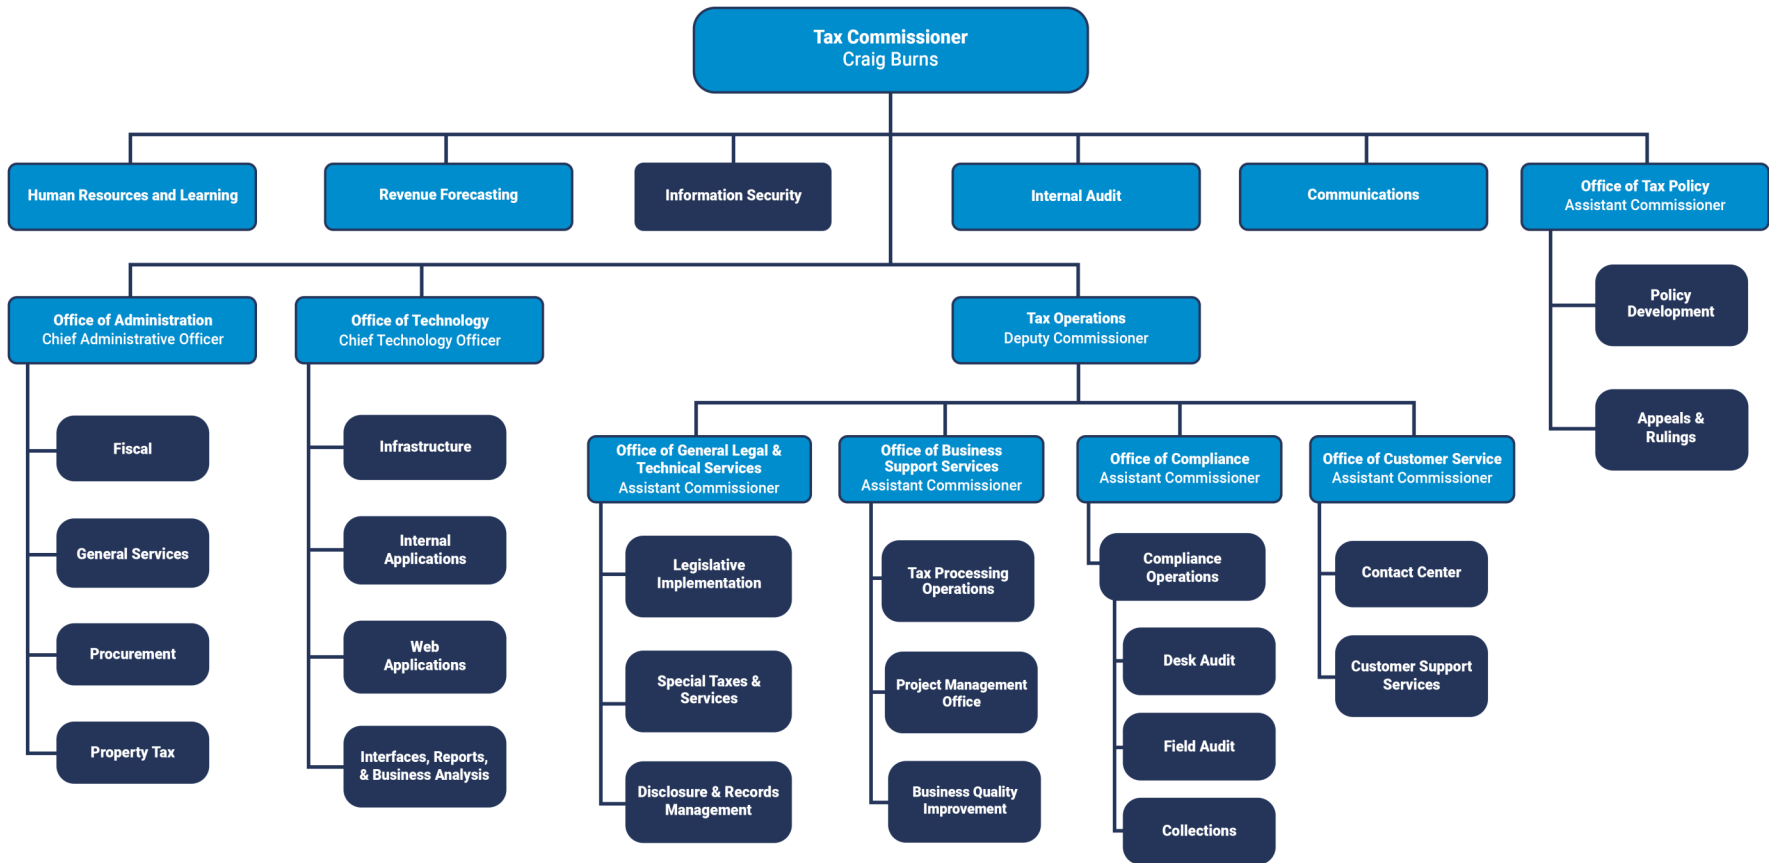 Tax Commissioner
Craig Burns
Human Resources and Learning
Revenue Forecasting
Information Security
Internal Audit
Communications
Office of Tax Policy
Assistant Commissioner
Policy
Development
Appeals &
Rulings
Office of Administration
Chief Administrative Officer
Fiscal
General Services
Procurement
Property Tax
Office of Technology
Chief Technology Officer
Infrastructure
Internal
Applications
Web
Applications
Interfaces, Reports,
& Business Analysis
Tax Operations
Deputy Commissioner
Office of General Legal &
Technical Services
Assistant Commissioner
Legislative
Implementation
Special Taxes &
Services
Disclosure & Records
Management
Office of Business
Support Services
Assistant Commissioner
Tax Processing
Operations
Project Management
Office
Business Quality
Improvement
Office of Compliance
Assistant Commissioner
Compliance
Operations
Desk Audit
Field Audit
Collections
Office of Customer Service
Assistant Commissioner
Contact Center
Customer Support
Services